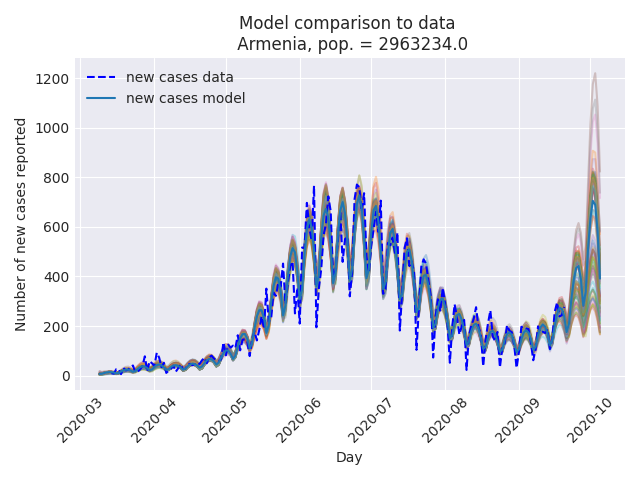 Model comparison to data
Armenia, pop. = 2963234.0
new cases data
new cases model
Number of new cases reported
1200
1000
800
600
400
200
0
2020-03
2020-04
2020-05
2020-06
2020-07
2020-08
2020-09
2020-10
Day